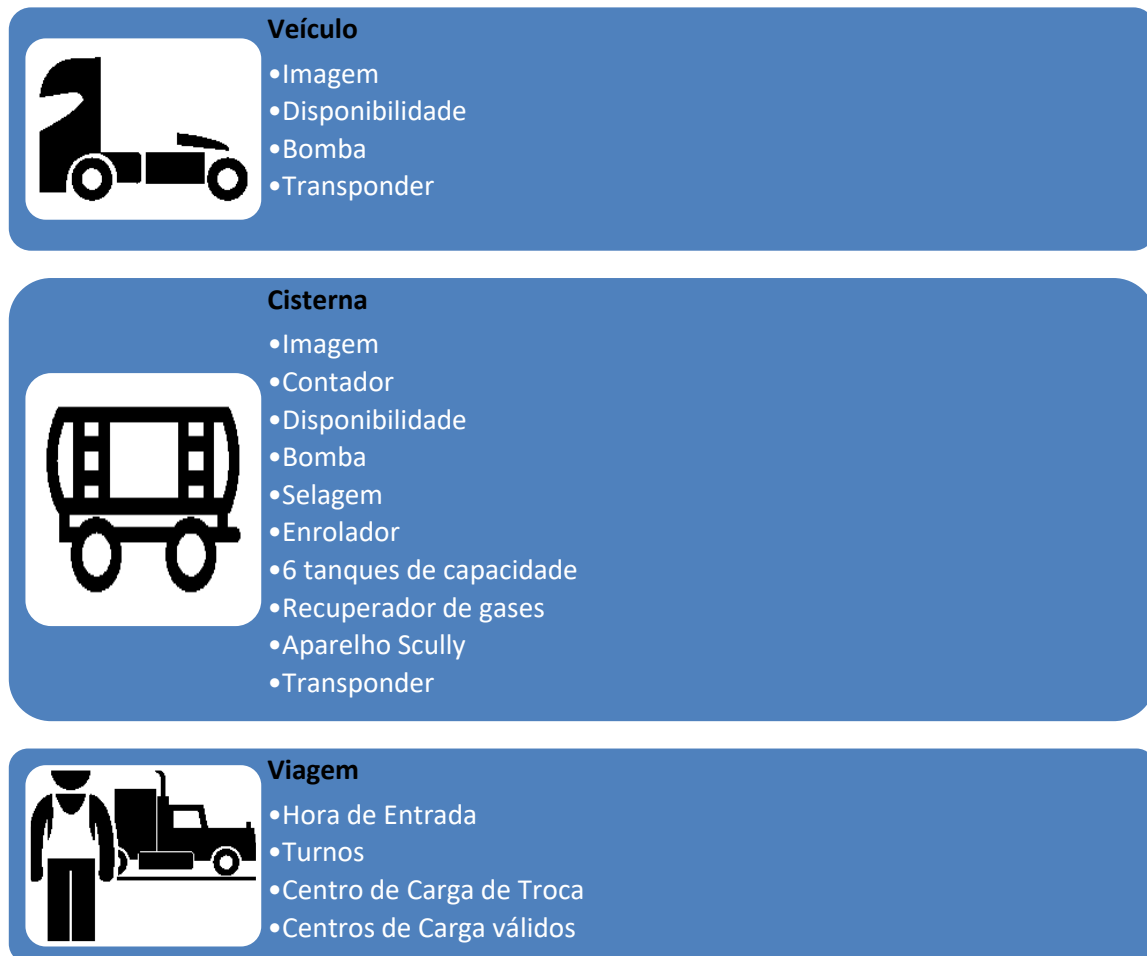 Veículo
•Imagem
•Disponibilidade
•Bomba
•Transponder
Cisterna
•Imagem
•Contador
•Disponibilidade
•Bomba
•Selagem
•Enrolador
•6 tanques de capacidade
•Recuperador de gases
•Aparelho Scully
•Transponder
Viagem
•Hora de Entrada
•Turnos
•Centro de Carga de Troca
•Centros de Carga válidos